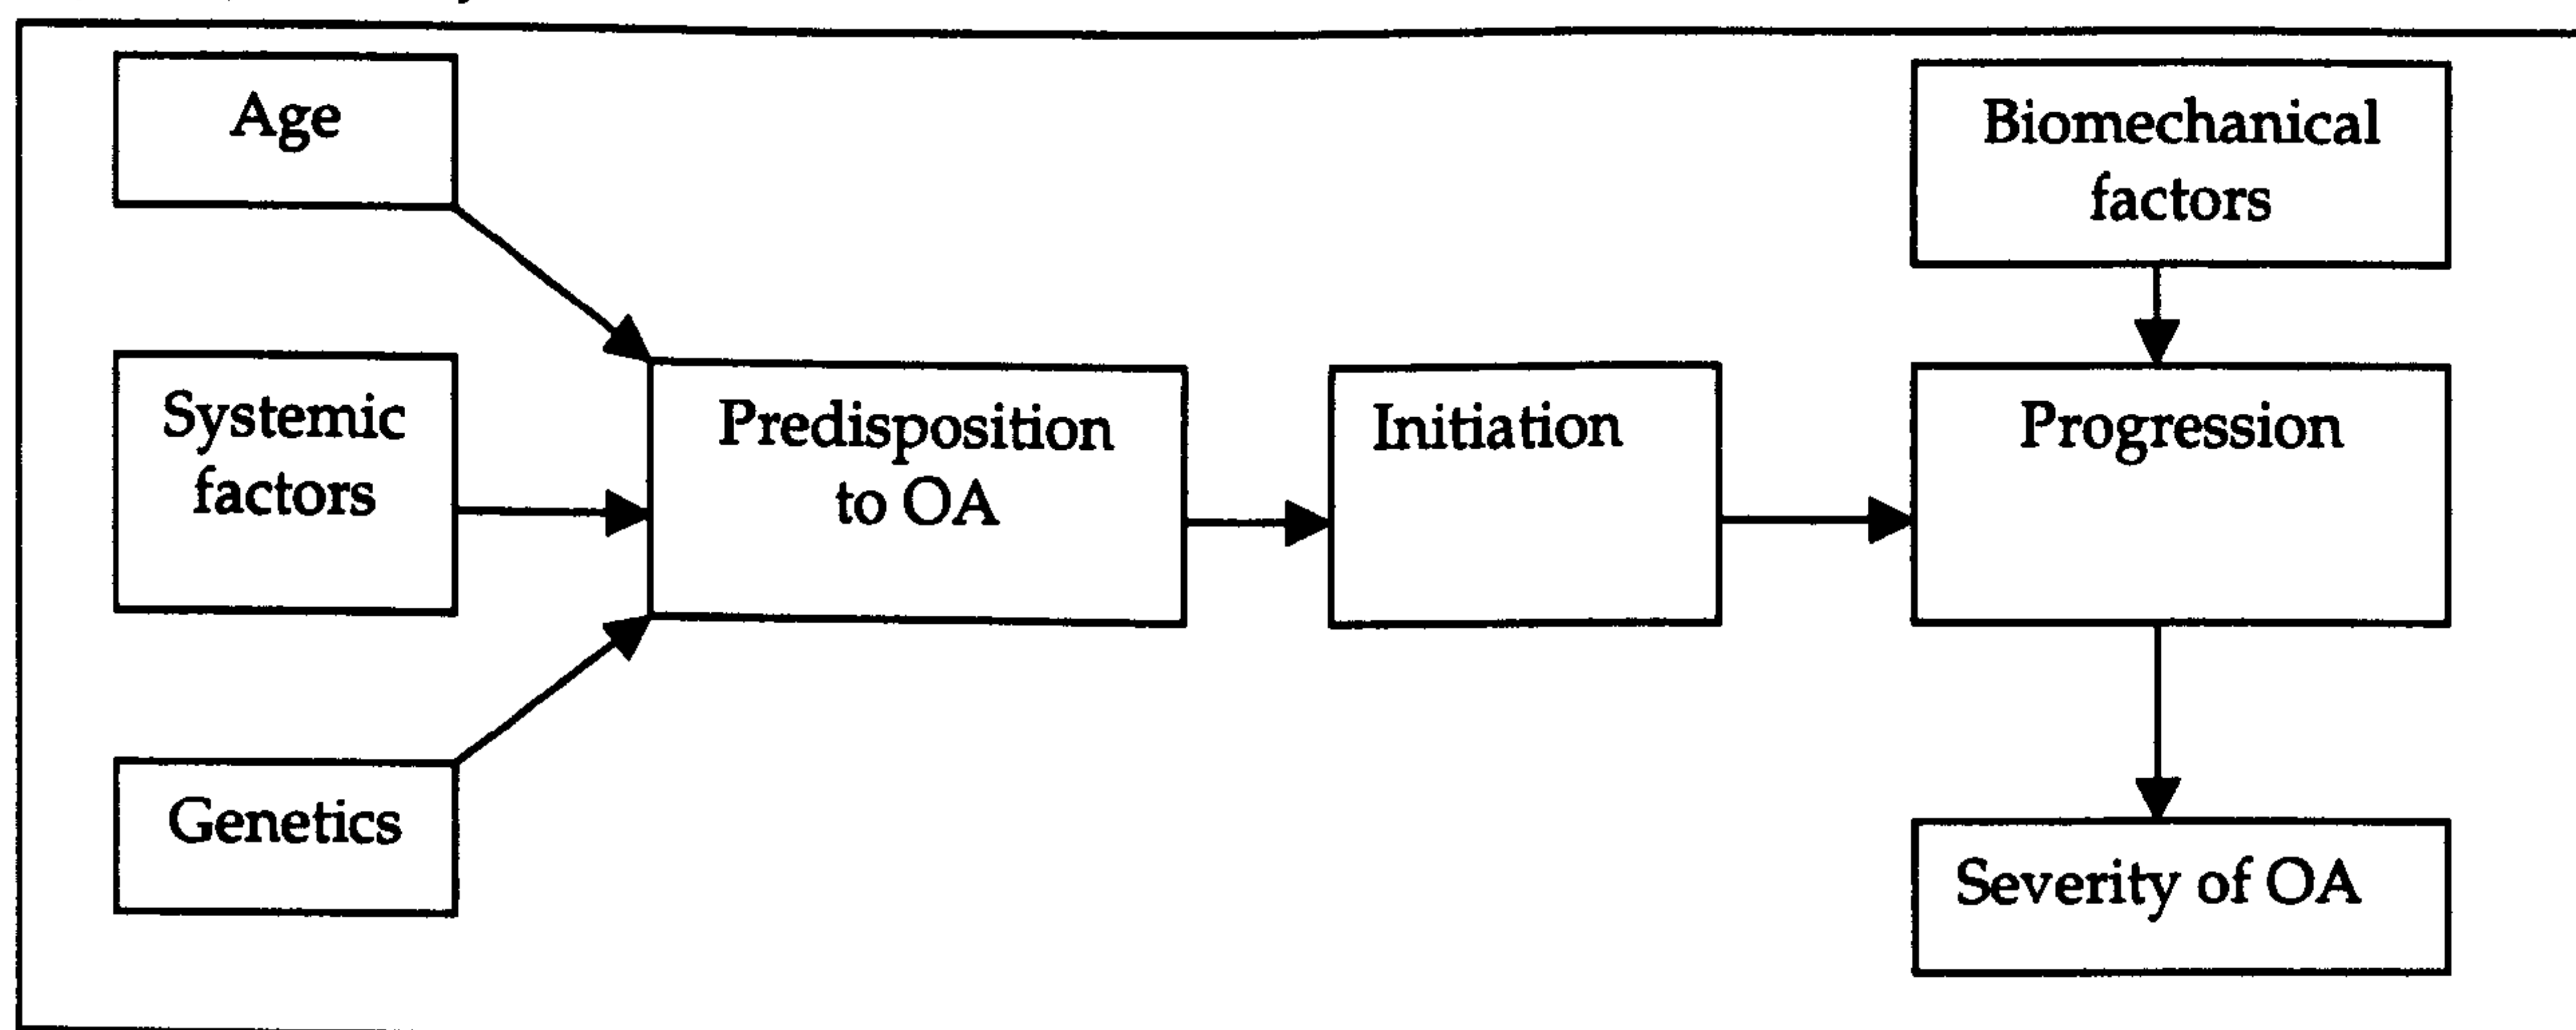 Age
Biomechanical
factors
Systemic
factors
Predisposition
to OA
Initiation
Progression
Genetics
Severity of OA